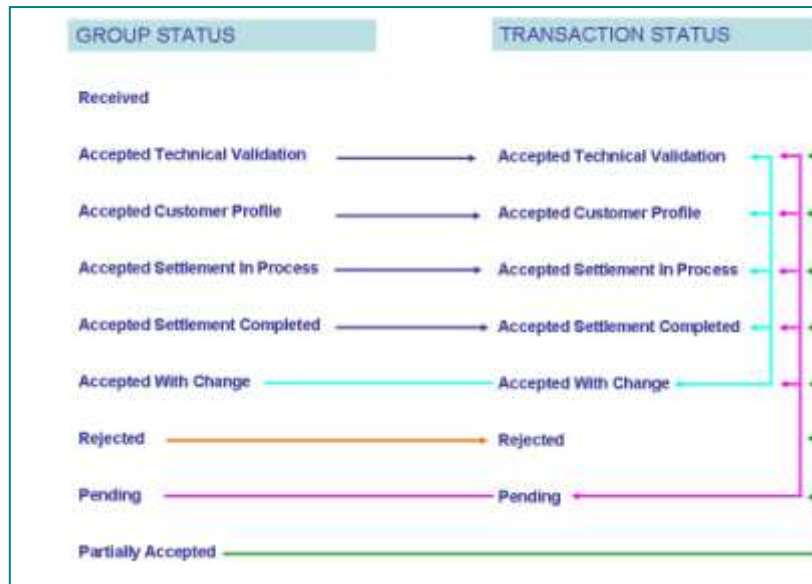 GROUP STATUS TRANSACTION STATUS
Received
Accepted Technical Validation Accepted Technical Validation
Accepted Customer Profile Accepted Customer Profile
Accepted Settlement In Process Accepted Settlement In Process
Accepted Settlement Completed Accepted Settlement Completed
Accepted With Change Accepted With Change
Rejected Rejected
Pending Pending
Partially Accepted